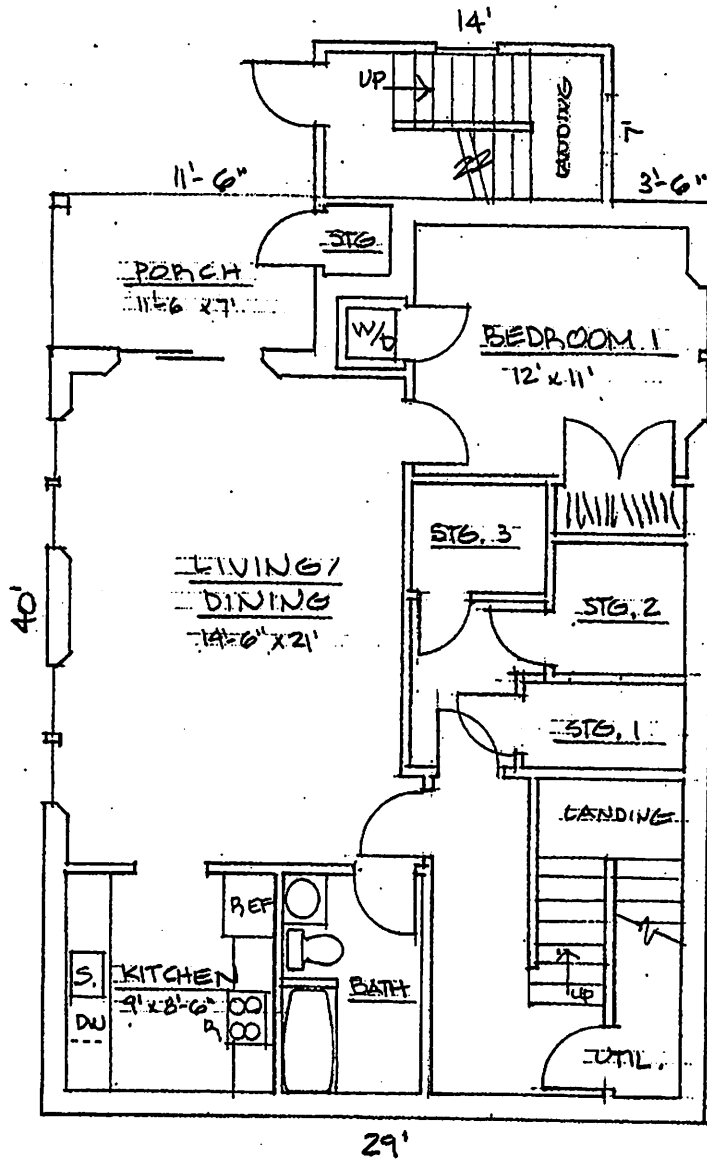 14'
UP
LANDING
7'
11'-6"
3'-6"
STG
PORCH
11'-6 x 7'
W/D
BEDROOM 1
12' x 11'
STG. 3
LIVING/
DINING
14'-6" x 21'
40'
STG. 2
STG. 1
LANDING
REF
S.
KITCHEN
9' x 8'-6"
R
DW
BATH
UP
UTIL.
29'